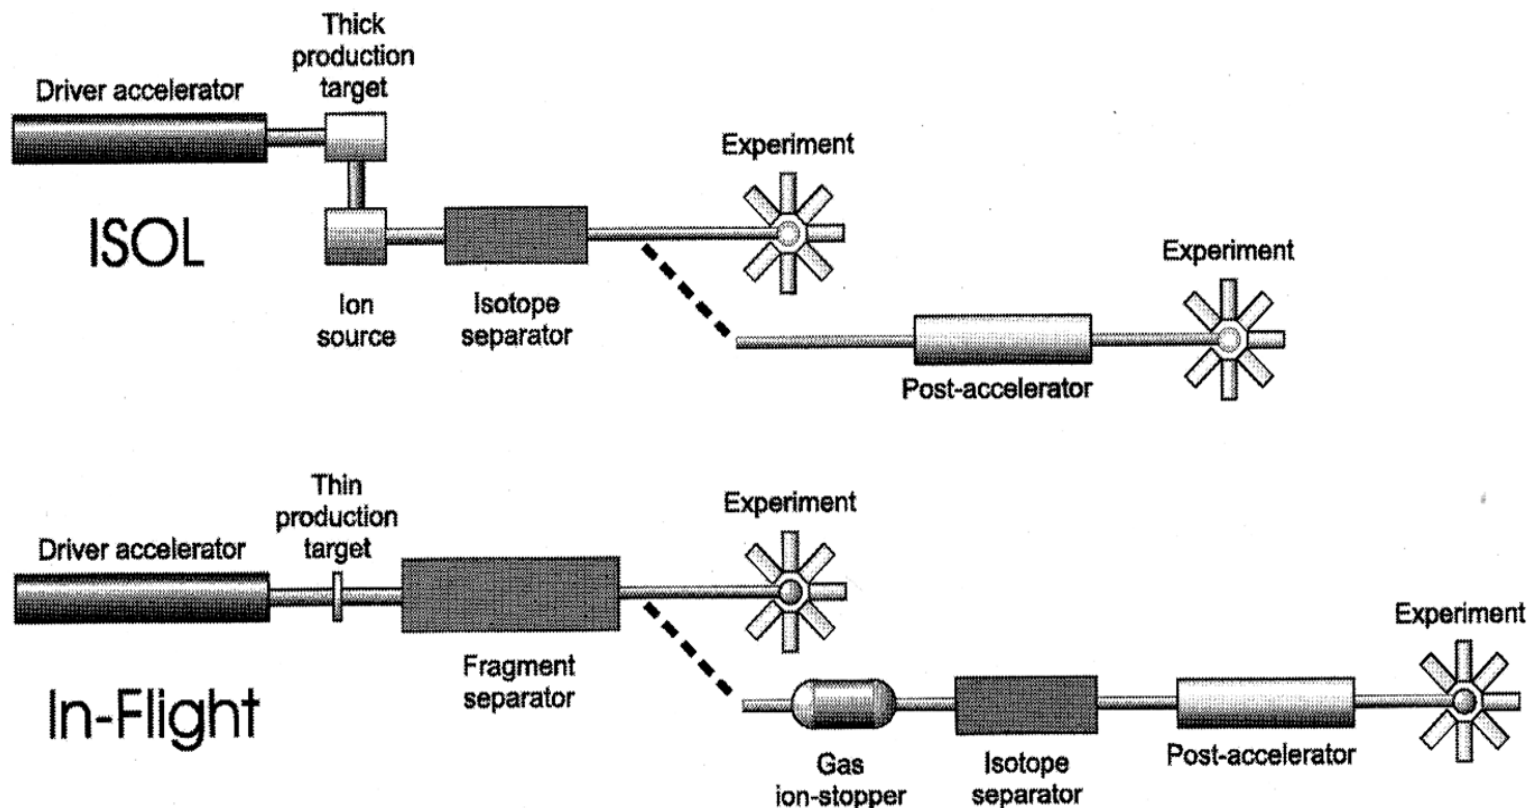 Thick
production
target
Driver accelerator
Experiment
ISOL
Ion
source
Isotope
separator
Experiment
Post-accelerator
Thin
production
target
Driver accelerator
Experiment
Fragment
separator
In-Flight
Experiment
Gas
ion-stopper
Isotope
separator
Post-accelerator